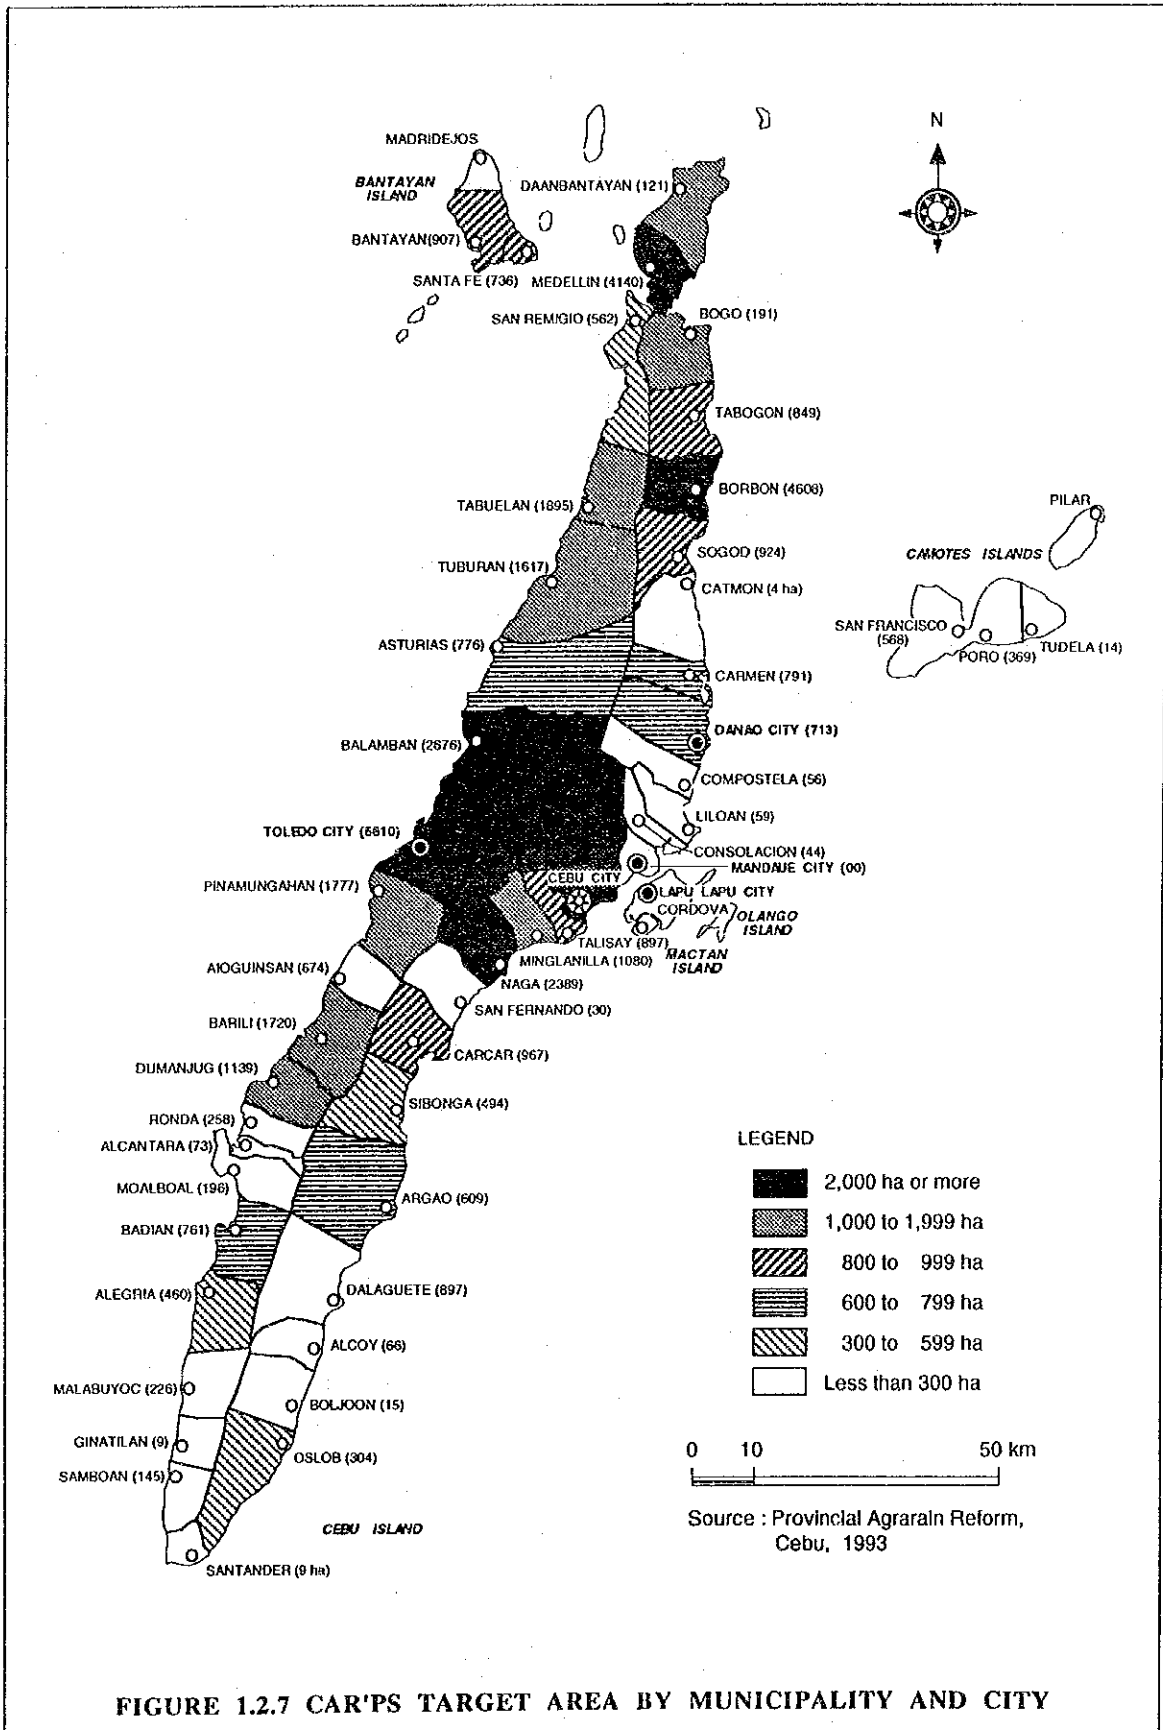 N
MADRIDEJOS
BANTAYAN
ISLAND
DAANBANTAYAN (121)
BANTAYAN(907)
SANTA FE (736)
MEDELLIN (4140)
SAN REMIGIO (562)
BOGO (191)
TABOGON (849)
BORBON (4608)
TABUELAN (1895)
PILAR
SOGOD (924)
CAMOTES ISLANDS
TUBURAN (1617)
CATMON (4 ha)
SAN FRANCISCO
(568)
TUDELA (14)
PORO (369)
ASTURIAS (776)
CARMEN (791)
DANAO CITY (713)
BALAMBAN (2876)
COMPOSTELA (56)
LILOAN (59)
TOLEDO CITY (5610)
CONSOLACION (44)
MANDAUE CITY (00)
CEBU CITY
PINAMUNGAHAN (1777)
LAPU LAPU CITY
CORDOVA
OLANGO
ISLAND
TALISAY (897)
MACTAN
ISLAND
MINGLANILLA (1080)
AIOGUINSAN (674)
NAGA (2389)
SAN FERNANDO (30)
BARILI (1720)
CARCAR (967)
DUMANJUG (1139)
SIBONGA (494)
RONDA (258)
ALCANTARA (73)
MOALBOAL (196)
ARGAO (609)
BADIAN (761)
ALEGRIA (460)
DALAGUETE (897)
ALCOY (66)
MALABUYOC (226)
BOLJOON (15)
GINATILAN (9)
OSLOB (304)
SAMBOAN (145)
CEBU ISLAND
SANTANDER (9 ha)
LEGEND
2,000 ha or more
1,000 to 1,999 ha
800 to 999 ha
600 to 799 ha
300 to 599 ha
Less than 300 ha
0 10 50 km
Source : Provincial Agrarain Reform,
Cebu, 1993
FIGURE 1.2.7 CAR'PS TARGET AREA BY MUNICIPALITY AND CITY